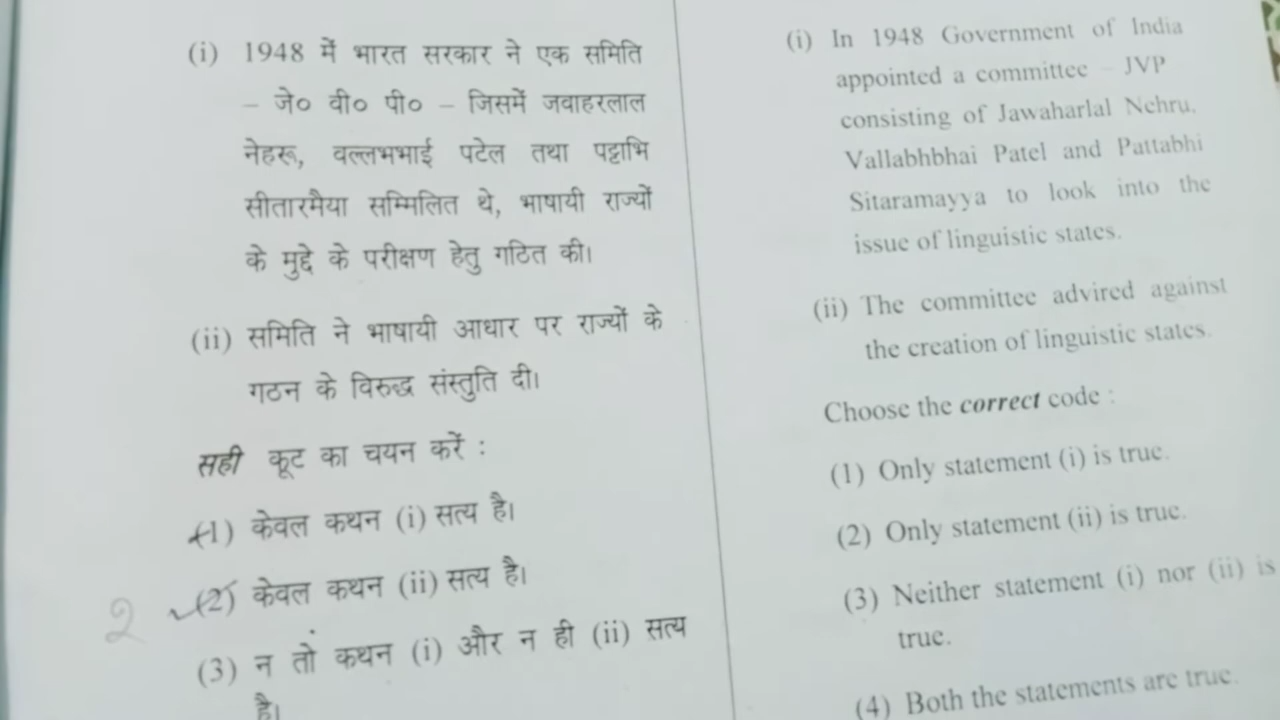 (i) 1948 में भारत सरकार ने एक समिति
– जे० वी० पी० – जिसमें जवाहरलाल
नेहरू, वल्लभभाई पटेल तथा पट्टाभि
सीतारमैया सम्मिलित थे, भाषायी राज्यों
के मुद्दे के परीक्षण हेतु गठित की।
(ii) समिति ने भाषायी आधार पर राज्यों के
गठन के विरुद्ध संस्तुति दी।
सही कूट का चयन करें :
(1) केवल कथन (i) सत्य है।
2 (2) केवल कथन (ii) सत्य है।
(3) न तो कथन (i) और न ही (ii) सत्य
है।
(i) In 1948 Government of India
appointed a committee – JVP
consisting of Jawaharlal Nehru,
Vallabhbhai Patel and Pattabhi
Sitaramayya to look into the
issue of linguistic states.
(ii) The committee advired against
the creation of linguistic states.
Choose the correct code :
(1) Only statement (i) is true.
(2) Only statement (ii) is true.
(3) Neither statement (i) nor (ii) is
true.
(4) Both the statements are true.